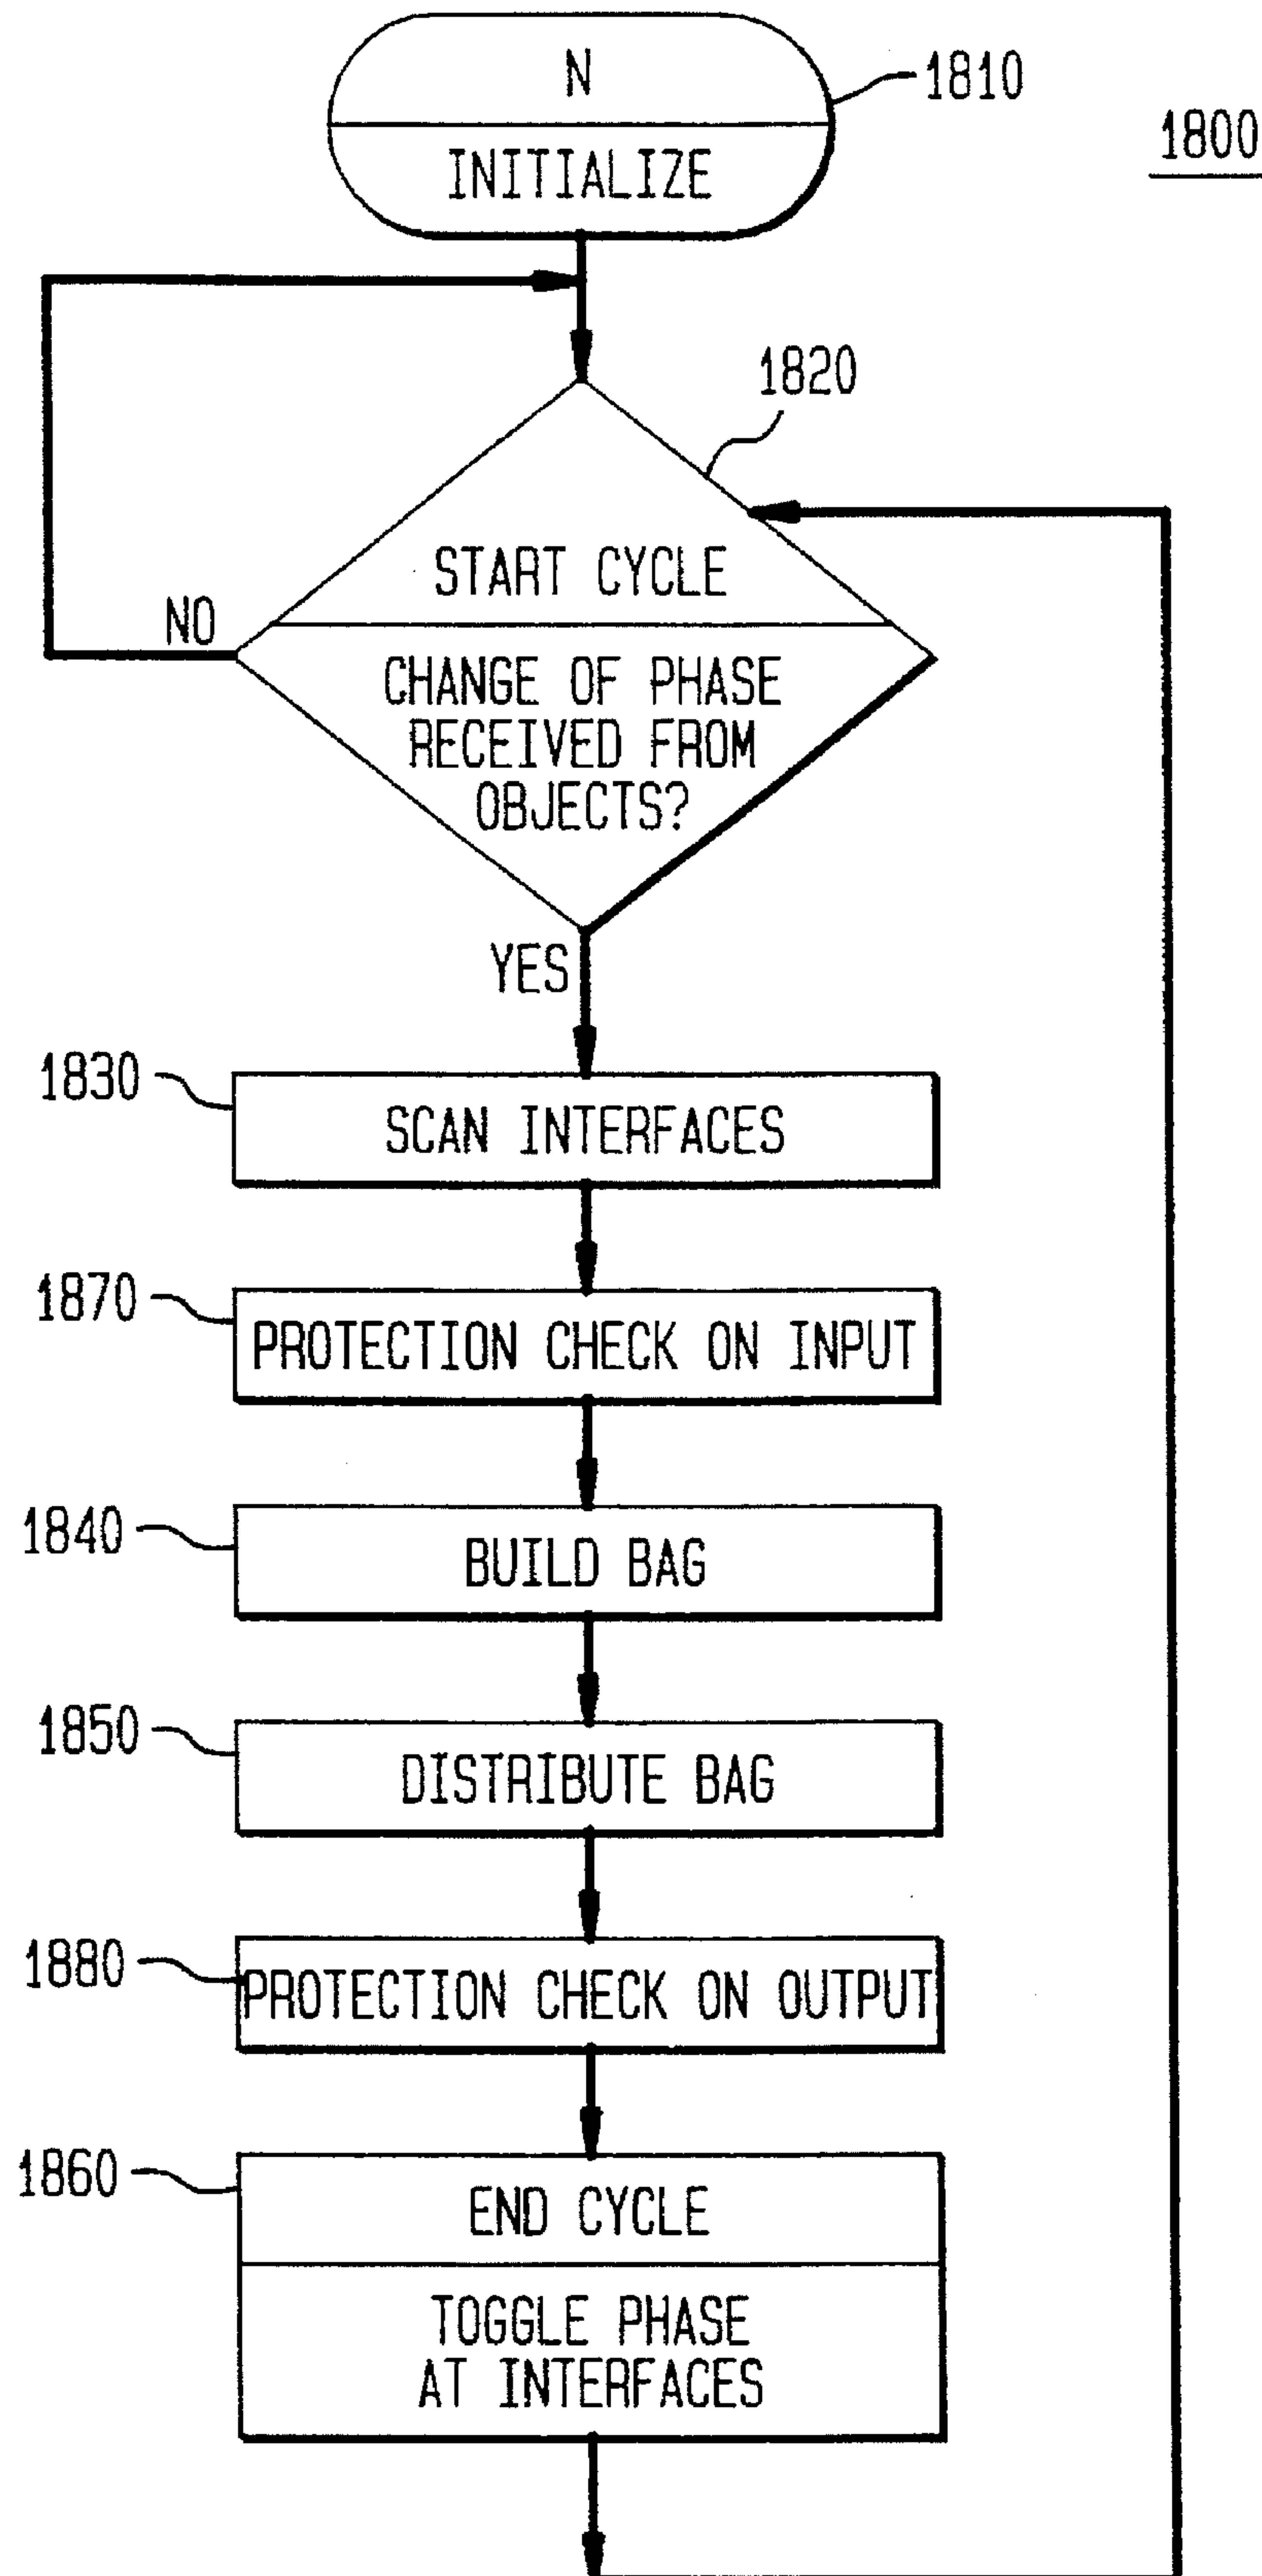 N
1810
1800
INITIALIZE
1820
START CYCLE
NO
CHANGE OF PHASE
RECEIVED FROM
OBJECTS?
YES
1830
SCAN INTERFACES
1870
PROTECTION CHECK ON INPUT
1840
BUILD BAG
1850
DISTRIBUTE BAG
1880
PROTECTION CHECK ON OUTPUT
1860
END CYCLE
TOGGLE PHASE
AT INTERFACES